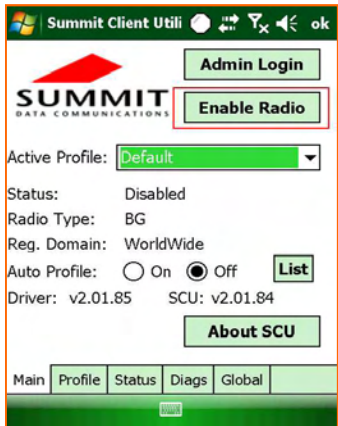 Summit Client Utili ok
Admin Login
SUMMIT
DATA COMMUNICATIONS
Enable Radio
Active Profile: Default
Status: Disabled
Radio Type: BG
Reg. Domain: WorldWide
Auto Profile: On Off List
Driver: v2.01.85 SCU: v2.01.84
About SCU
Main Profile Status Diags Global